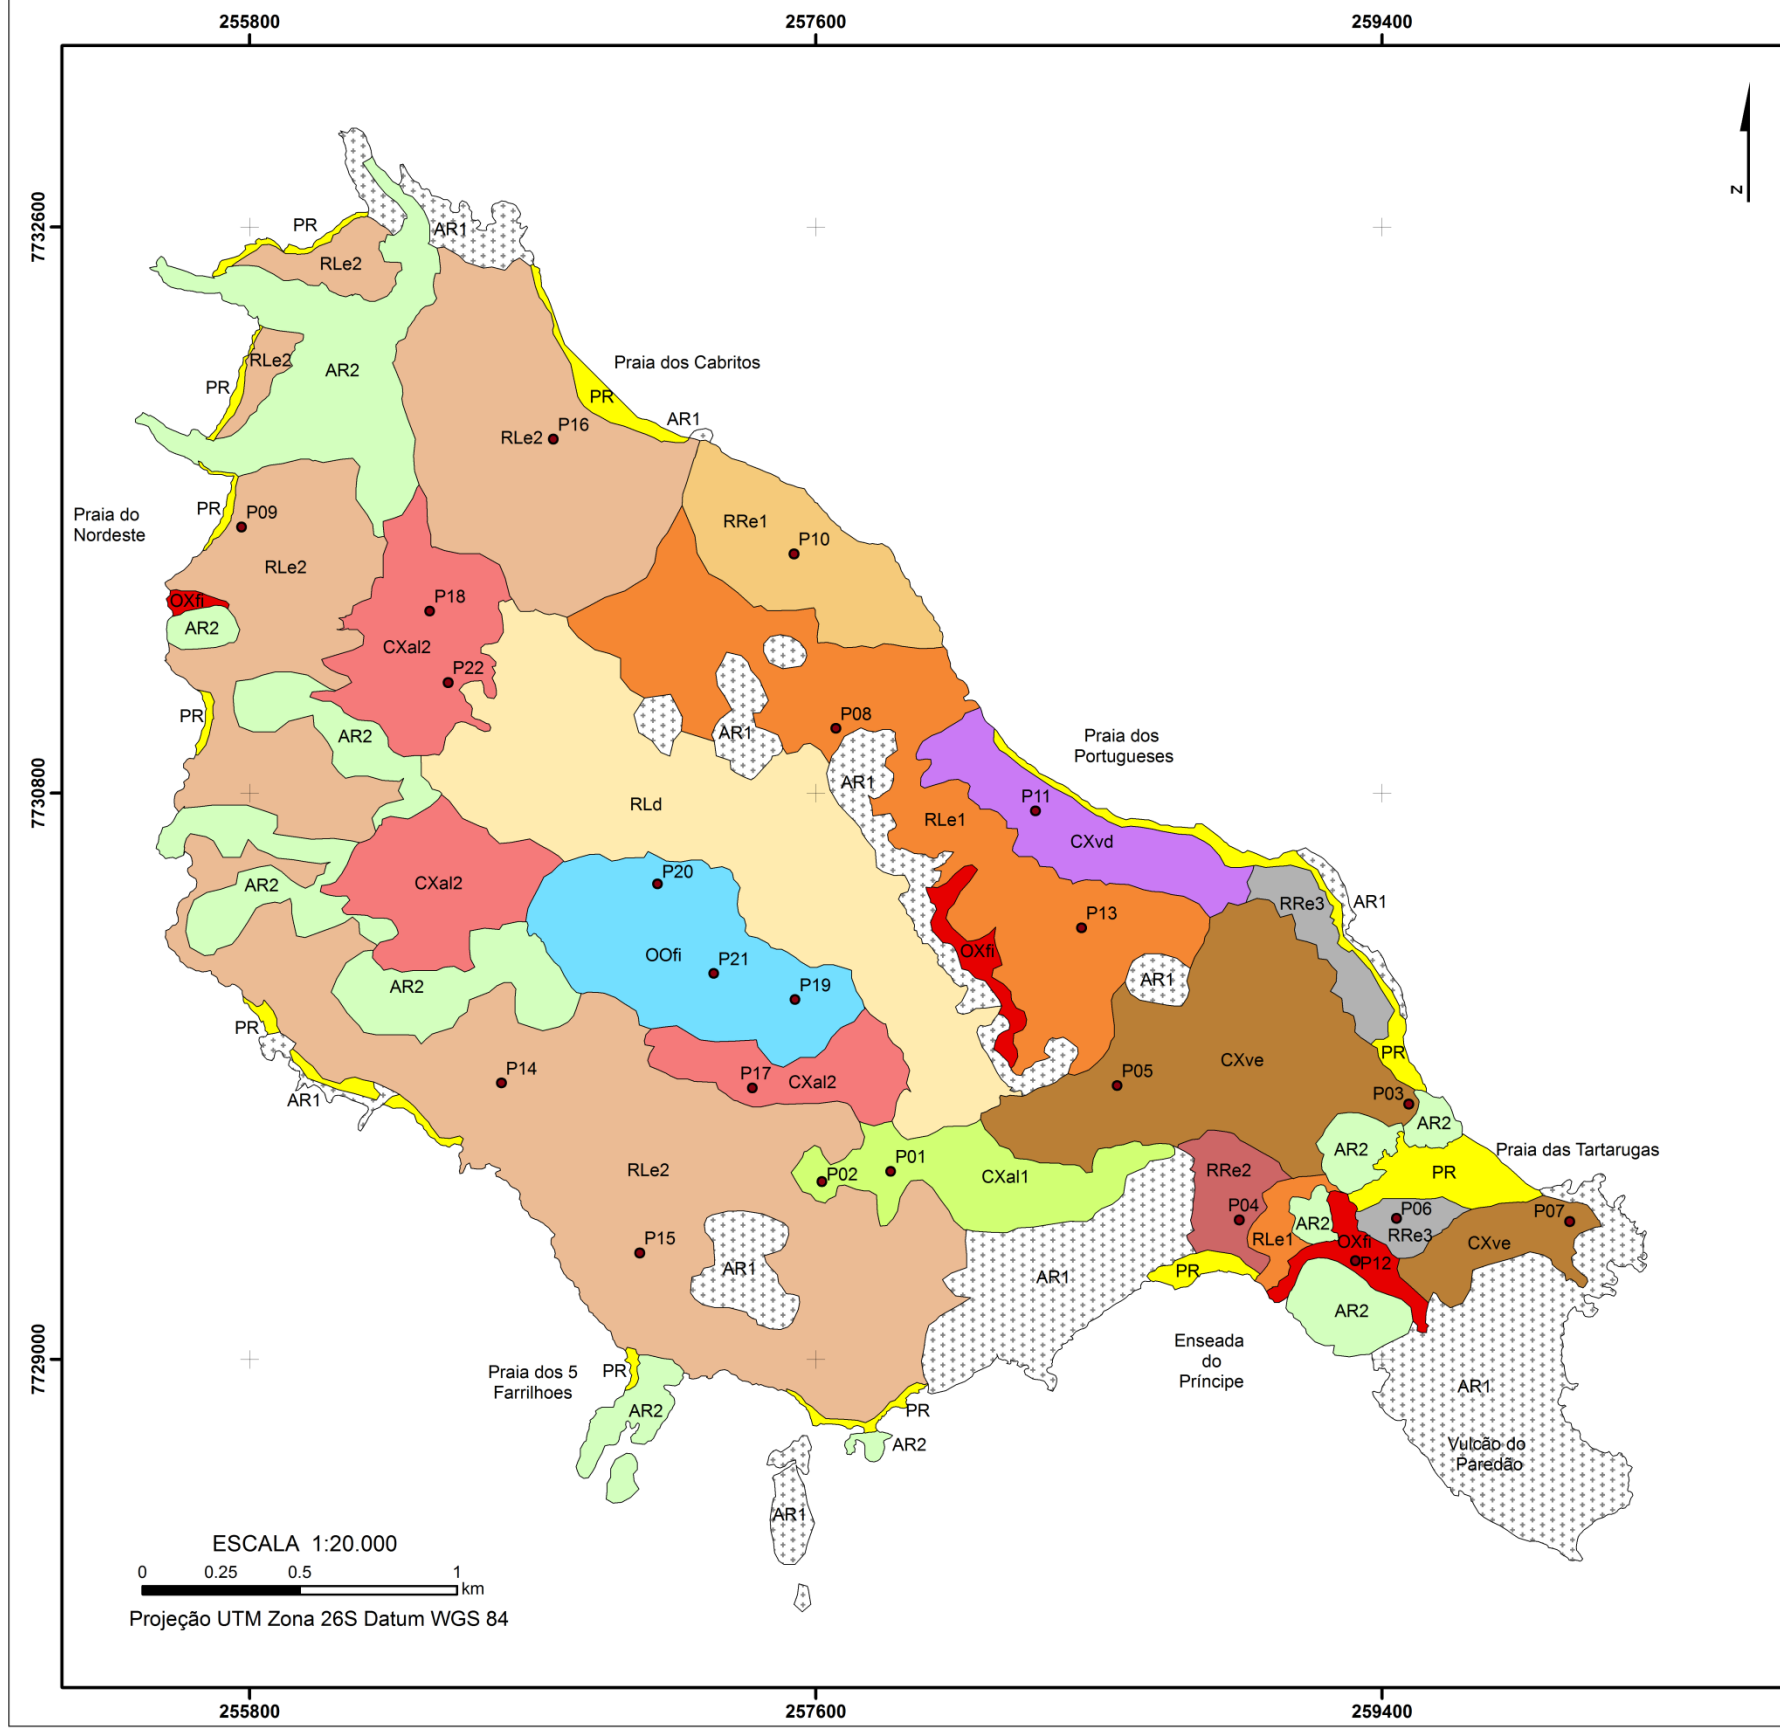 255800 257600 259400
7732600
N
PR
AR1
RLe2
RLe2
AR2
PR
Praia dos Cabritos
PR
AR1
RLe2 P16
PR
P09
Praia do
Nordeste
RRe1
P10
RLe2
OXfi
AR2
P18
CXal2
P22
PR
AR2
AR1
P08
Praia dos
Portugueses
7730800
AR1
RLd
P11
RLe1
CXvd
CXal2
AR2
P20
RRe3
AR1
P13
OXfi
OOfi
P21
AR1
AR2
P19
PR
PR
P14
P17
CXal2
P05
CXve
AR1
P03
AR2
AR2
Praia das Tartarugas
RLe2
P02
P01
CXal1
RRe2
PR
P04
P06
P07
AR2
RLe1
OXfi
RRe3
CXve
P15
AR1
AR1
PR
P12
AR2
Enseada
do
Príncipe
7729000
Praia dos 5
Farrilhoes
PR
AR2
PR
AR2
AR1
Vulcão do
Paredão
AR1
ESCALA 1:20.000
0 0.25 0.5 1
km
Projeção UTM Zona 26S Datum WGS 84
255800 257600 259400